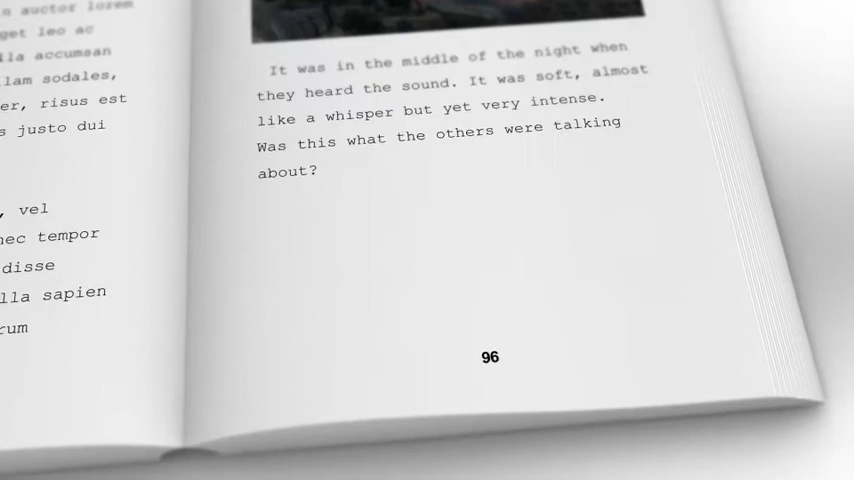 n auctor lorem
get leo ac
lla accumsan
llam sodales,
er, risus est
s justo dui
, vel
nec tempor
disse
lla sapien
rum
It was in the middle of the night when
they heard the sound. It was soft, almost
like a whisper but yet very intense.
Was this what the others were talking
about?
96